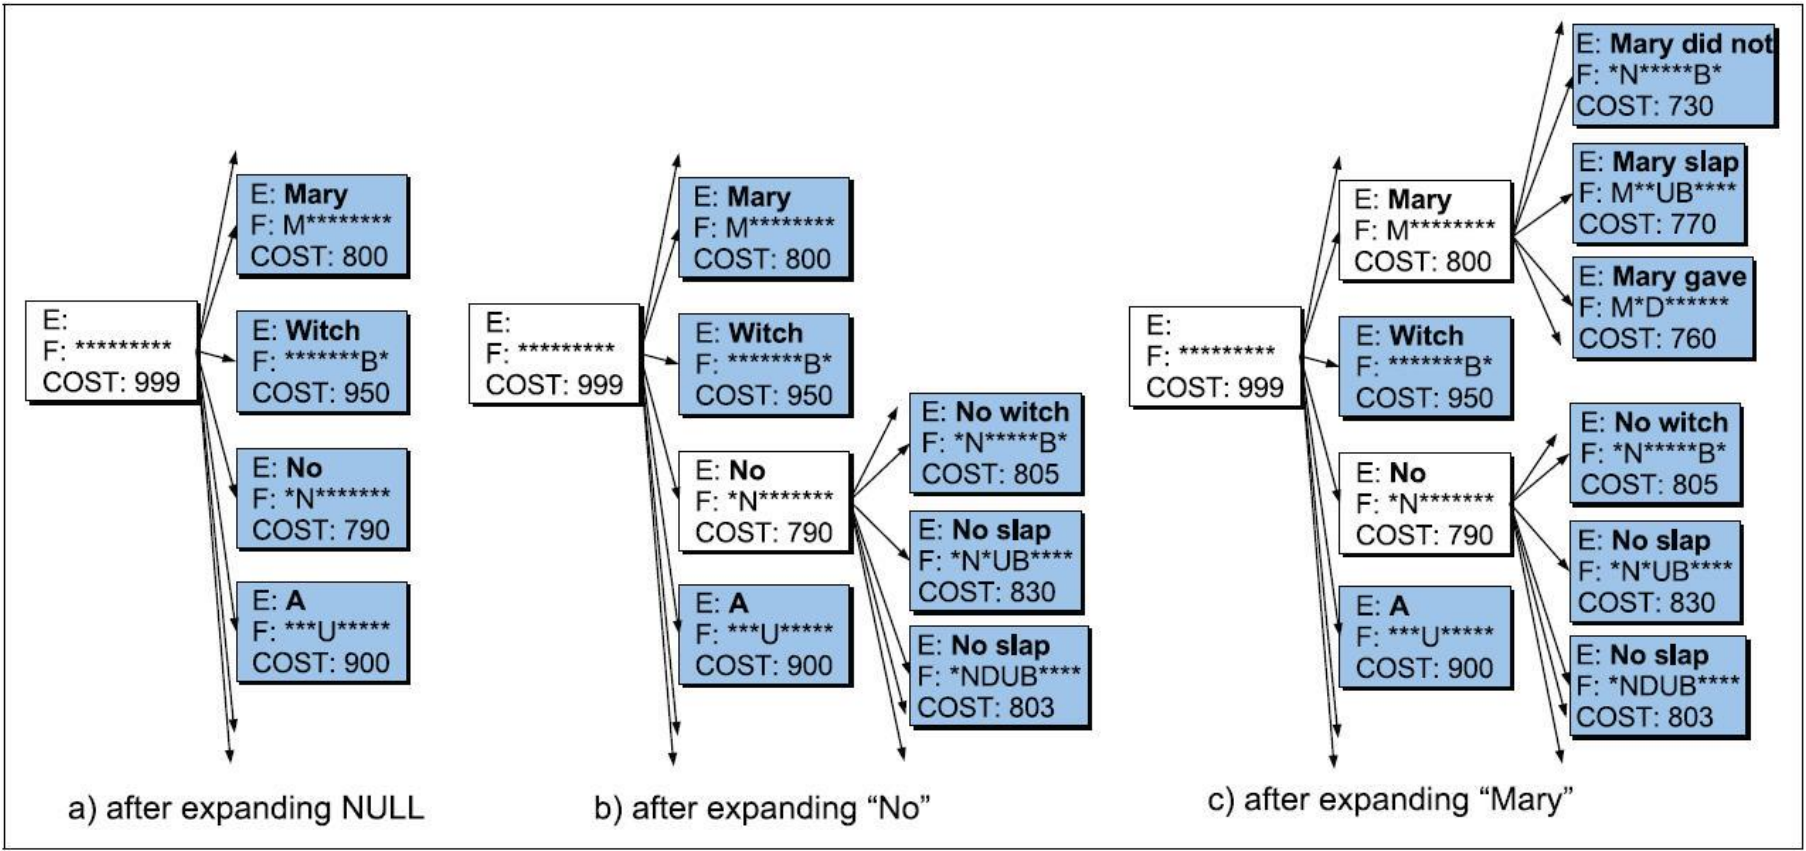 E:
F: *********
COST: 999
E: Mary
F: M********
COST: 800
E: Witch
F: *******B*
COST: 950
E: No
F: *N*******
COST: 790
E: A
F: ***U*****
COST: 900
a) after expanding NULL
E:
F: *********
COST: 999
E: Mary
F: M********
COST: 800
E: Witch
F: *******B*
COST: 950
E: No
F: *N*******
COST: 790
E: A
F: ***U*****
COST: 900
E: No witch
F: *N*****B*
COST: 805
E: No slap
F: *N*UB****
COST: 830
E: No slap
F: *NDUB****
COST: 803
b) after expanding “No”
E:
F: *********
COST: 999
E: Mary
F: M********
COST: 800
E: Witch
F: *******B*
COST: 950
E: No
F: *N*******
COST: 790
E: A
F: ***U*****
COST: 900
E: Mary did not
F: *N*****B*
COST: 730
E: Mary slap
F: M**UB****
COST: 770
E: Mary gave
F: M*D******
COST: 760
E: No witch
F: *N*****B*
COST: 805
E: No slap
F: *N*UB****
COST: 830
E: No slap
F: *NDUB****
COST: 803
c) after expanding “Mary”